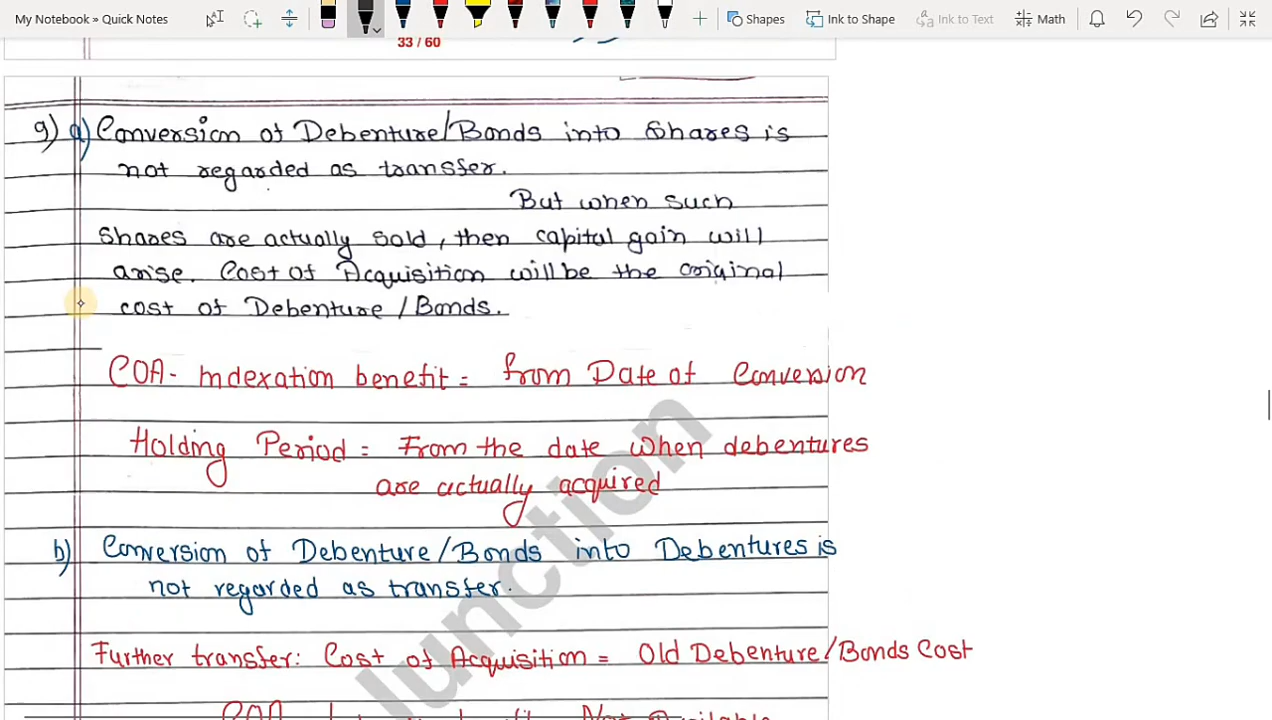 My Notebook » Quick Notes
Shapes
Ink to Shape
Ink to Text
Math
33 / 60
g) a) Conversion of Debenture/Bonds into Shares is
not regarded as transfer.
But when such
Shares are actually sold, then capital gain will
arise. Cost of Acquisition will be the original
cost of Debenture / Bonds.
COA - Indexation benefit = from Date of Conversion
Holding Period = From the date when debentures
are actually acquired
b) Conversion of Debenture/Bonds into Debentures is
not regarded as transfer.
Further transfer: Cost of Acquisition = Old Debenture/Bonds Cost
COA
Not Available
Junction